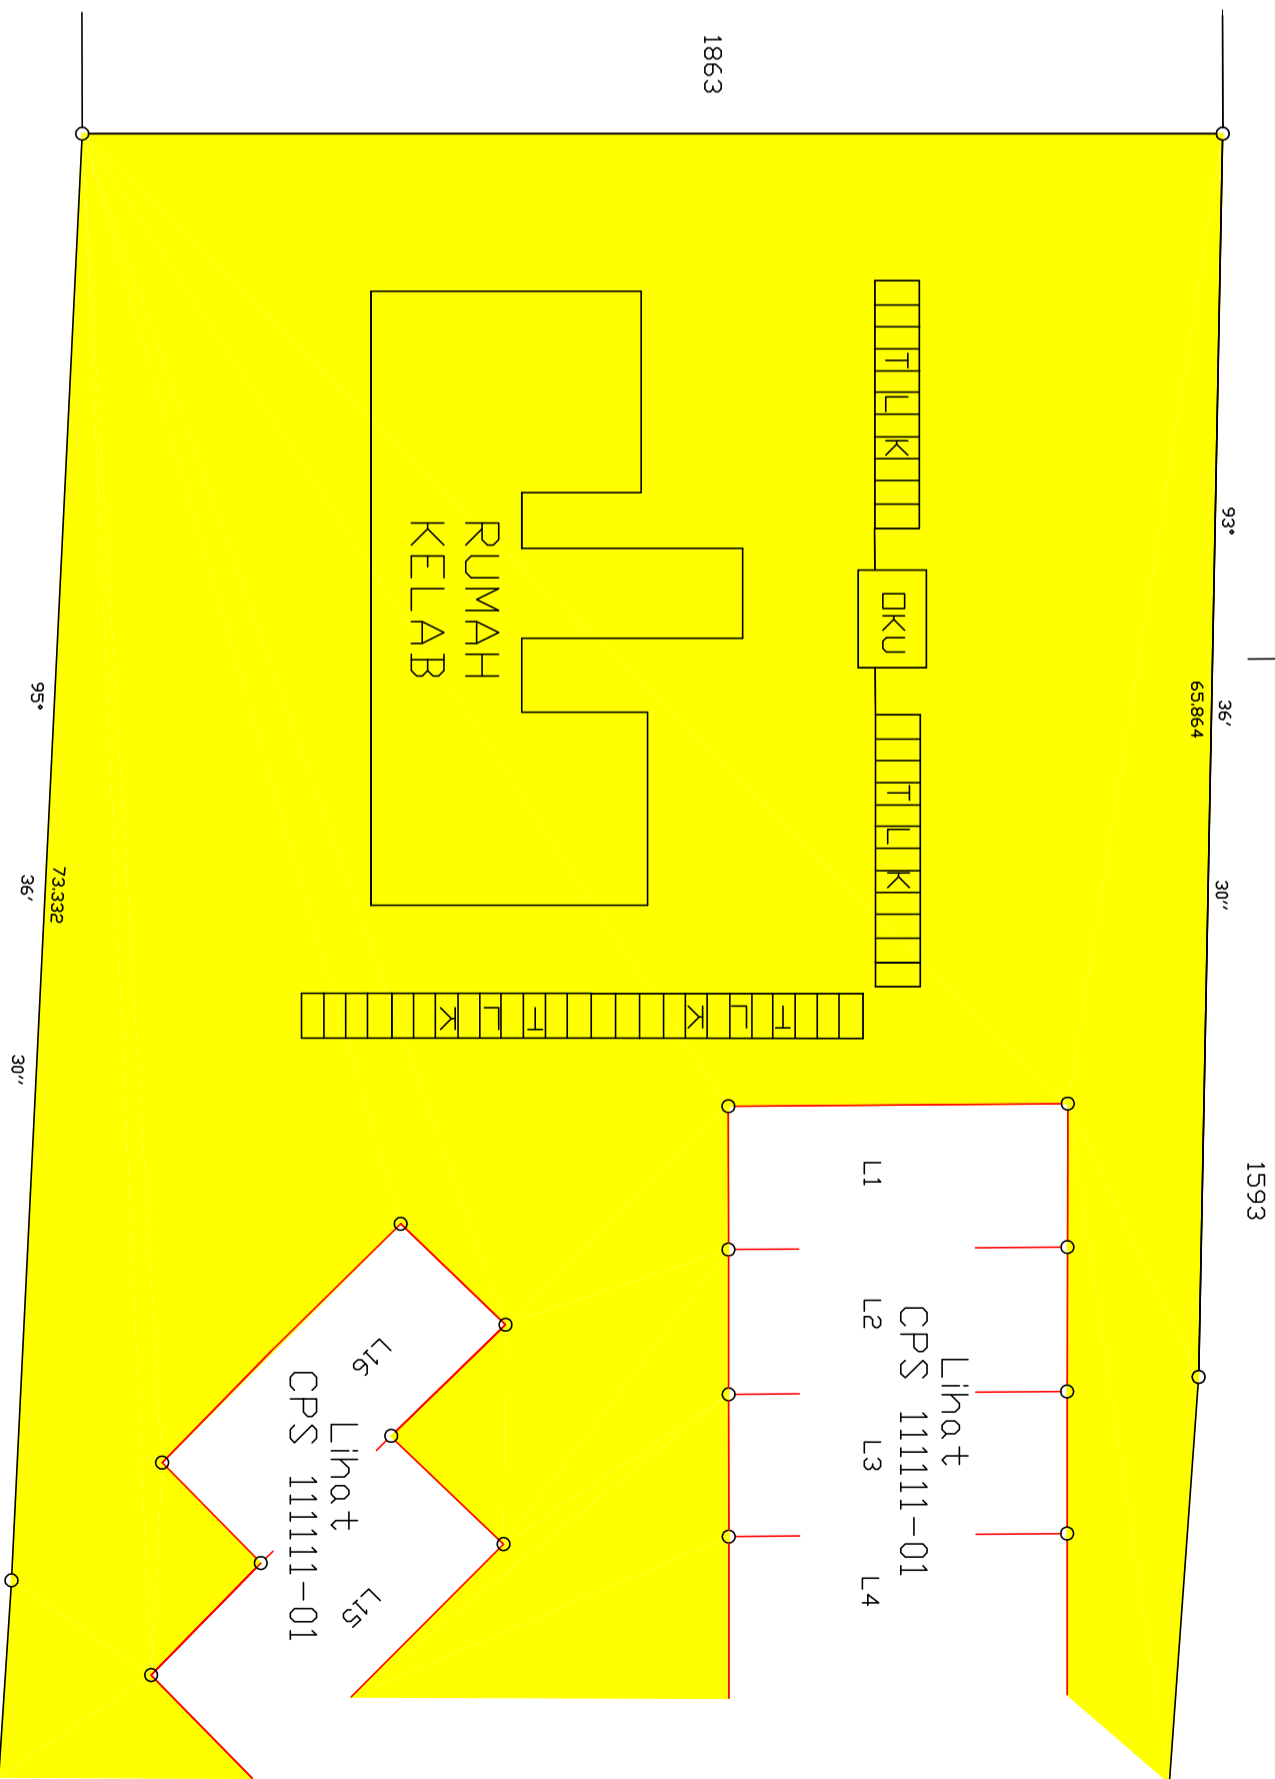 1863
93° 36' 30''
65.864
1593
TLK
OKU
TLK
RUMAH
KELAB
TLK
TLK
95° 36' 30''
73.332
L1
L2
L3
L4
Lihat
CPS 111111-01
L16
L15
Lihat
CPS 111111-01